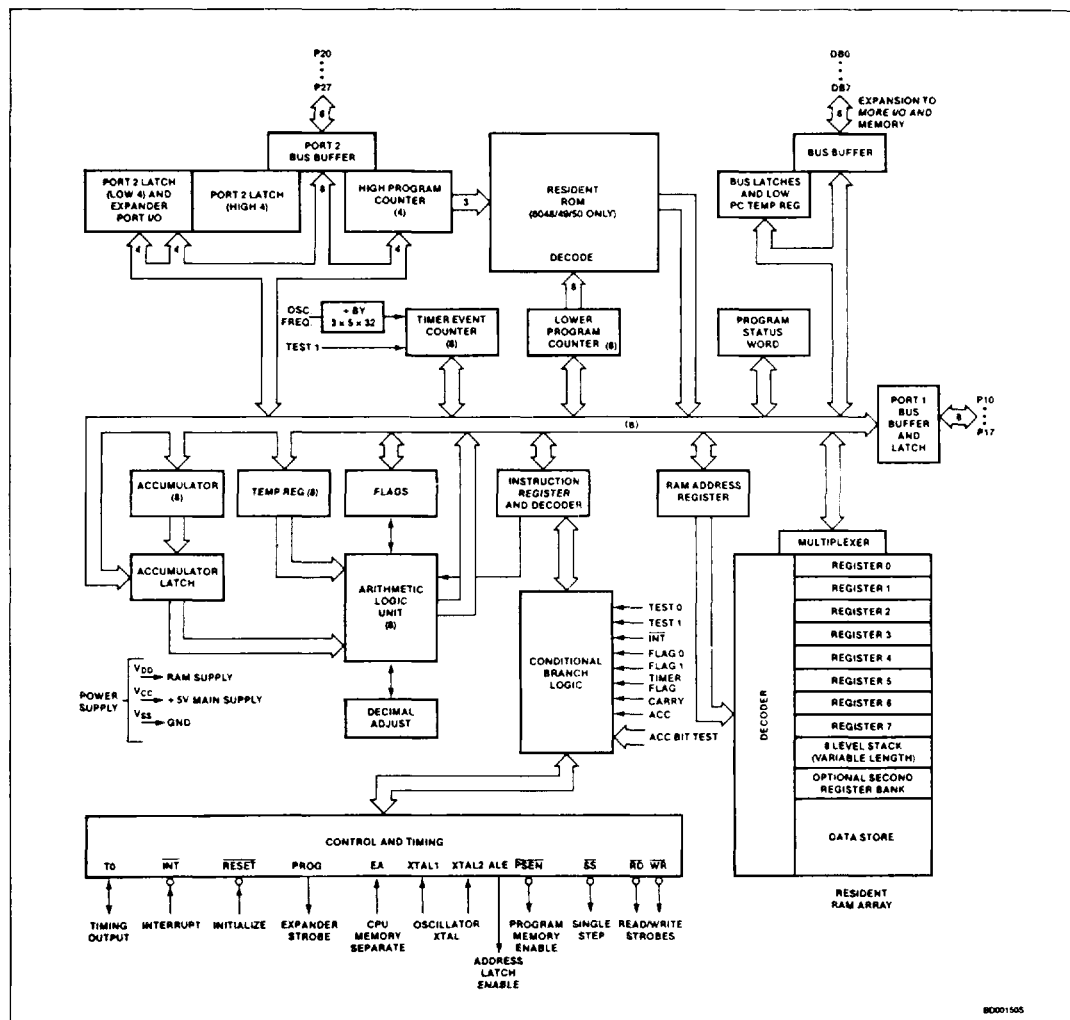 P20
P27
8
PORT 2
BUS BUFFER
PORT 2 LATCH
(LOW 4) AND
EXPANDER
PORT I/O
PORT 2 LATCH
(HIGH 4)
8
HIGH PROGRAM
COUNTER
(4)
3
4
4
4
RESIDENT
ROM
(8048/49/50 ONLY)
DECODE
8
DB0
DB7
8
EXPANSION TO
MORE I/O AND
MEMORY
BUS BUFFER
BUS LATCHES
AND LOW
PC TEMP REG
OSC
FREQ.
÷ BY
3 x 5 x 32
TEST 1
TIMER EVENT
COUNTER
(8)
LOWER
PROGRAM
COUNTER (8)
PROGRAM
STATUS
WORD
(8)
PORT 1
BUS
BUFFER
AND
LATCH
8
P10
P17
ACCUMULATOR
(8)
TEMP REG (8)
FLAGS
INSTRUCTION
REGISTER
AND DECODER
RAM ADDRESS
REGISTER
ACCUMULATOR
LATCH
ARITHMETIC
LOGIC
UNIT
(8)
DECIMAL
ADJUST
POWER
SUPPLY
VDD
RAM SUPPLY
VCC
+ 5V MAIN SUPPLY
VSS
GND
CONDITIONAL
BRANCH
LOGIC
TEST 0
TEST 1
INT
FLAG 0
FLAG 1
TIMER
FLAG
CARRY
ACC
ACC BIT TEST
MULTIPLEXER
DECODER
REGISTER 0
REGISTER 1
REGISTER 2
REGISTER 3
REGISTER 4
REGISTER 5
REGISTER 6
REGISTER 7
8 LEVEL STACK
(VARIABLE LENGTH)
OPTIONAL SECOND
REGISTER BANK
DATA STORE
RESIDENT
RAM ARRAY
CONTROL AND TIMING
T0 INT RESET PROG EA XTAL1 XTAL2 ALE PSEN SS RD WR
TIMING
OUTPUT
INTERRUPT
INITIALIZE
EXPANDER
STROBE
CPU
MEMORY
SEPARATE
OSCILLATOR
XTAL
ADDRESS
LATCH
ENABLE
PROGRAM
MEMORY
ENABLE
SINGLE
STEP
READ/WRITE
STROBES
BD00150S